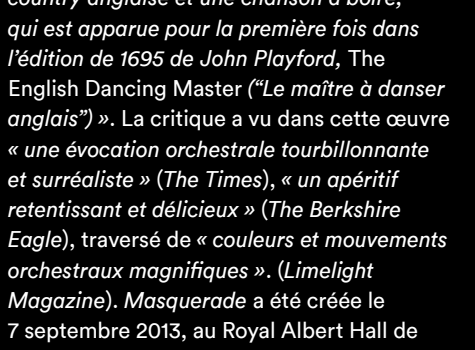 country anglaise et une chanson à boire,
qui est apparue pour la première fois dans
l’édition de 1695 de John Playford, The
English Dancing Master (“Le maître à danser
anglais”) ». La critique a vu dans cette œuvre
« une évocation orchestrale tourbillonnante
et surréaliste » (The Times), « un apéritif
retentissant et délicieux » (The Berkshire
Eagle), traversé de « couleurs et mouvements
orchestraux magnifiques ». (Limelight
Magazine). Masquerade a été créée le
7 septembre 2013, au Royal Albert Hall de